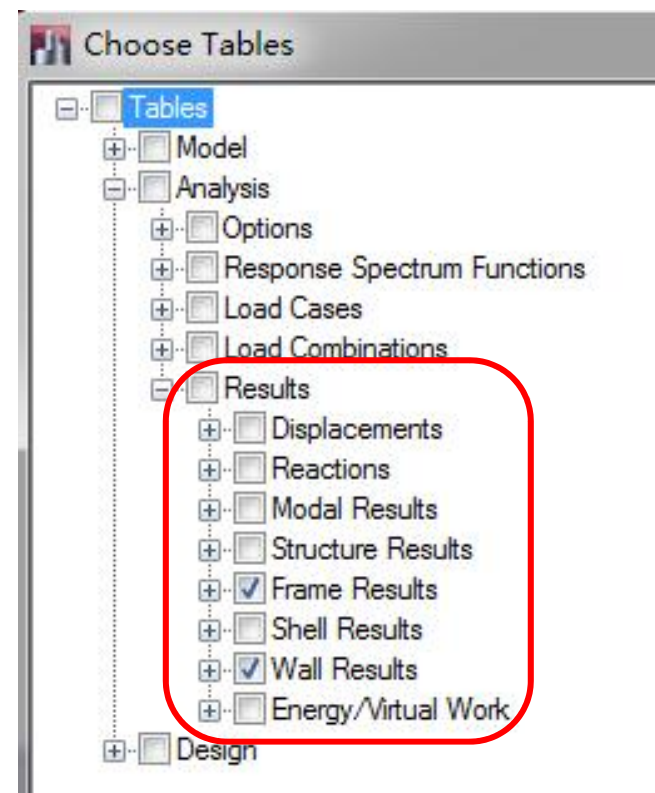 Choose Tables
Tables
Model
Analysis
Options
Response Spectrum Functions
Load Cases
Load Combinations
Results
Displacements
Reactions
Modal Results
Structure Results
Frame Results
Shell Results
Wall Results
Energy/Virtual Work
Design